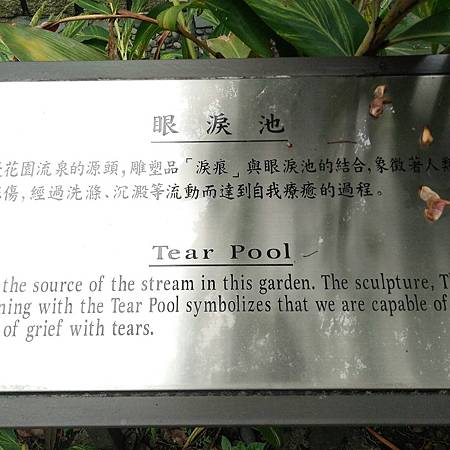 眼淚池
花園流泉的源頭，雕塑品「淚痕」與眼淚池的結合，象徵著人類
傷，經過洗滌、沉澱等流動而達到自我療癒的過程。
Tear Pool
the source of the stream in this garden. The sculpture,
with the Tear Pool symbolizes that we are capable of
of grief with tears.